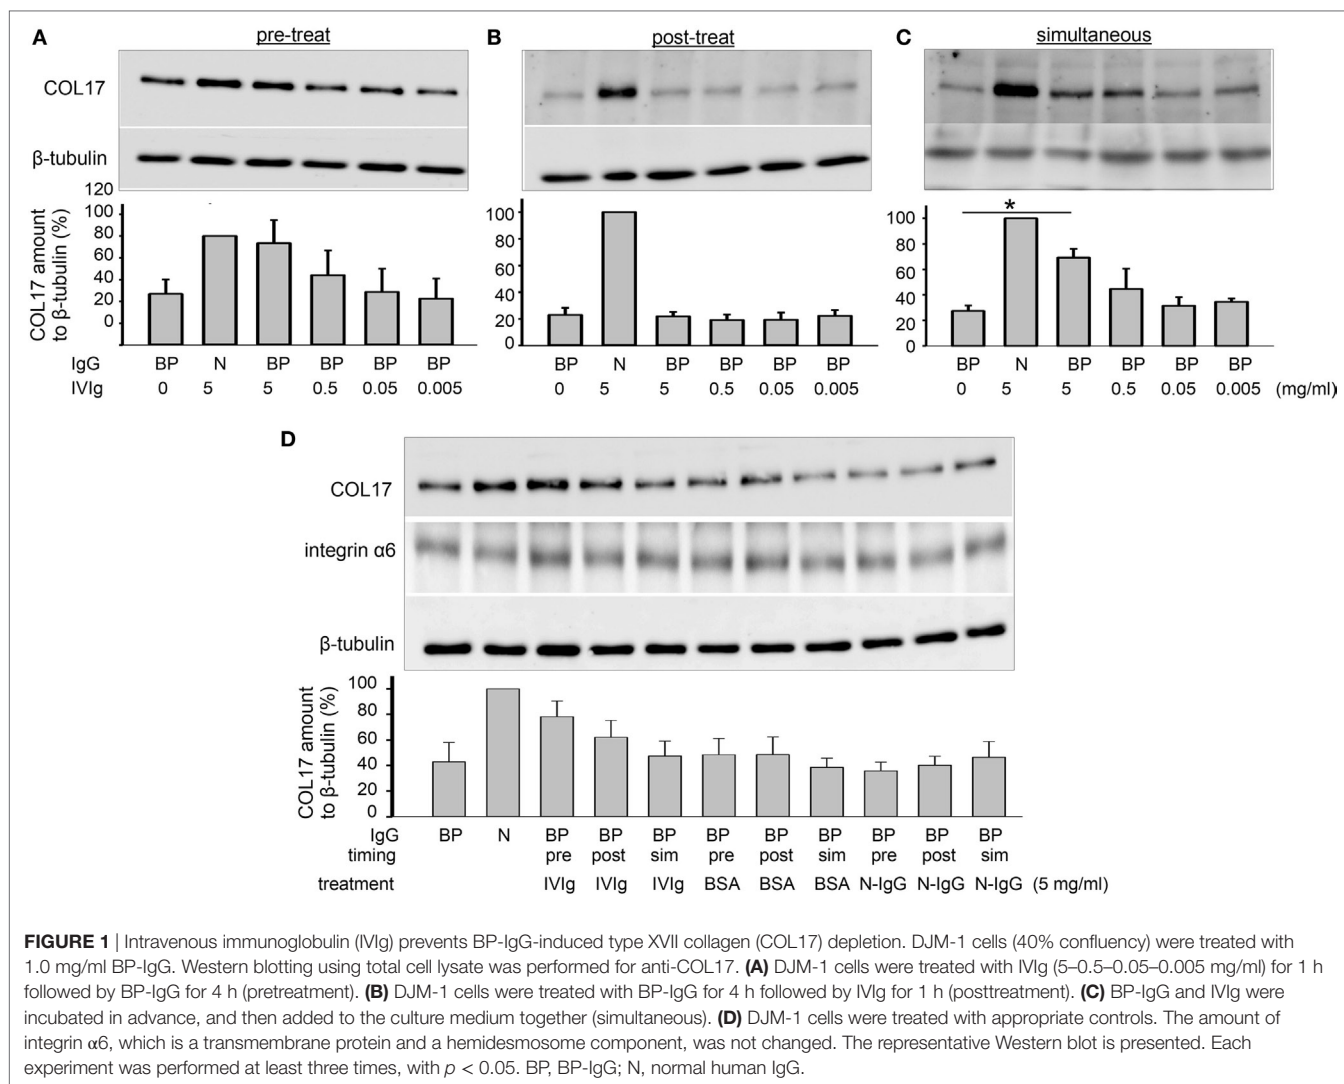 A
pre-treat
COL17
β-tubulin
120
100
80
60
40
20
0
COL17 amount
to β-tubulin (%)
IgG BP N BP BP BP BP
IVIg 0 5 5 0.5 0.05 0.005
B
post-treat
100
80
60
40
20
0
BP N BP BP BP BP
0 5 5 0.5 0.05 0.005
C
simultaneous
*
100
80
60
40
20
0
BP N BP BP BP BP
0 5 5 0.5 0.05 0.005 (mg/ml)
D
COL17
integrin α6
β-tubulin
100
80
60
40
20
0
COL17 amount
to β-tubulin (%)
IgG BP N BP BP BP BP BP BP BP BP BP
timing pre post sim pre post sim pre post sim
treatment IVIg IVIg IVIg BSA BSA BSA N-IgG N-IgG N-IgG (5 mg/ml)
FIGURE 1 | Intravenous immunoglobulin (IVIg) prevents BP-IgG-induced type XVII collagen (COL17) depletion. DJM-1 cells (40% confluency) were treated with
1.0 mg/ml BP-IgG. Western blotting using total cell lysate was performed for anti-COL17. (A) DJM-1 cells were treated with IVIg (5–0.5–0.05–0.005 mg/ml) for 1 h
followed by BP-IgG for 4 h (pretreatment). (B) DJM-1 cells were treated with BP-IgG for 4 h followed by IVIg for 1 h (posttreatment). (C) BP-IgG and IVIg were
incubated in advance, and then added to the culture medium together (simultaneous). (D) DJM-1 cells were treated with appropriate controls. The amount of
integrin α6, which is a transmembrane protein and a hemidesmosome component, was not changed. The representative Western blot is presented. Each
experiment was performed at least three times, with p < 0.05. BP, BP-IgG; N, normal human IgG.